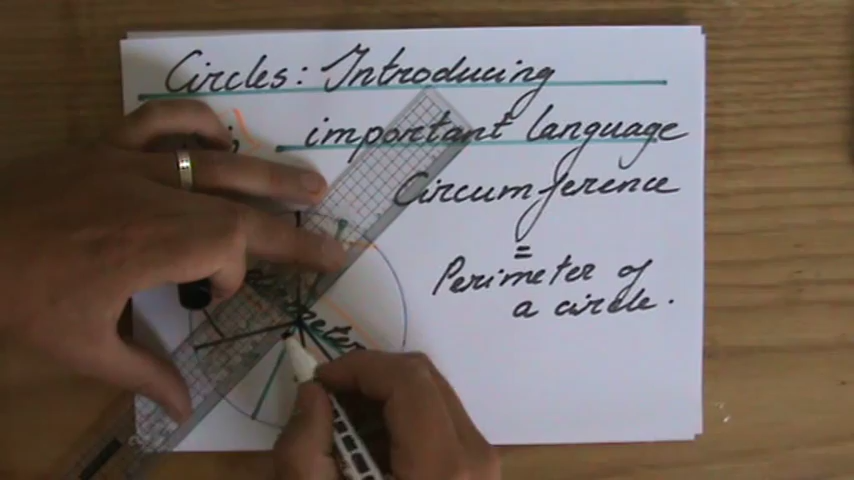 Circles: Introducing
important language
Circumference
=
Perimeter of
a circle.